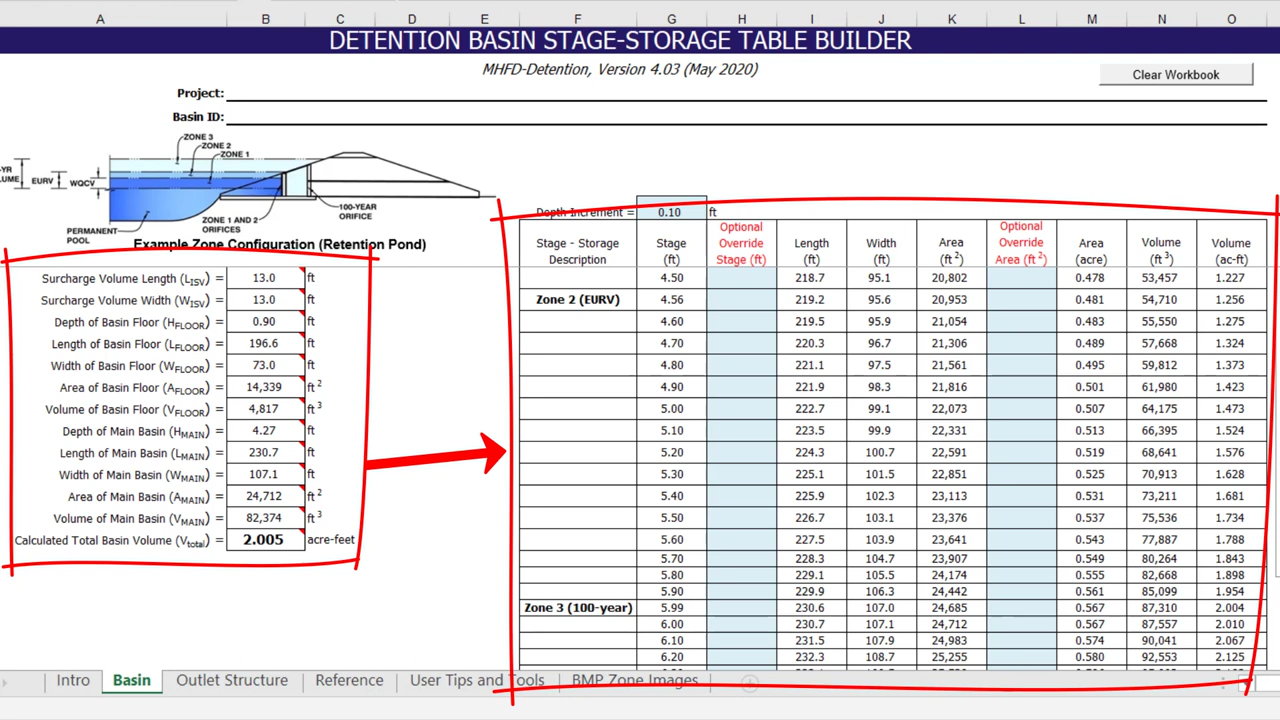 A B C D E F G H I J K L M N O
DETENTION BASIN STAGE-STORAGE TABLE BUILDER
MHFD-Detention, Version 4.03 (May 2020)
Clear Workbook
Project:
Basin ID:
ZONE 3
ZONE 2
ZONE 1
-YR
LUME
EURV
WQCV
100-YEAR
ORIFICE
ZONE 1 AND 2
ORIFICES
PERMANENT
POOL
Example Zone Configuration (Retention Pond)
Surcharge Volume Length (LISV) = 13.0 ft
Surcharge Volume Width (WISV) = 13.0 ft
Depth of Basin Floor (HFLOOR) = 0.90 ft
Length of Basin Floor (LFLOOR) = 196.6 ft
Width of Basin Floor (WFLOOR) = 73.0 ft
Area of Basin Floor (AFLOOR) = 14,339 ft 2
Volume of Basin Floor (VFLOOR) = 4,817 ft 3
Depth of Main Basin (HMAIN) = 4.27 ft
Length of Main Basin (LMAIN) = 230.7 ft
Width of Main Basin (WMAIN) = 107.1 ft
Area of Main Basin (AMAIN) = 24,712 ft 2
Volume of Main Basin (VMAIN) = 82,374 ft 3
Calculated Total Basin Volume (Vtotal) = 2.005 acre-feet
Depth Increment = 0.10 ft
Stage - Storage Description Stage (ft) Optional Override Stage (ft) Length (ft) Width (ft) Area (ft 2) Optional Override Area (ft 2) Area (acre) Volume (ft 3) Volume (ac-ft)
4.50 218.7 95.1 20,802 0.478 53,457 1.227
Zone 2 (EURV) 4.56 219.2 95.6 20,953 0.481 54,710 1.256
4.60 219.5 95.9 21,054 0.483 55,550 1.275
4.70 220.3 96.7 21,306 0.489 57,668 1.324
4.80 221.1 97.5 21,561 0.495 59,812 1.373
4.90 221.9 98.3 21,816 0.501 61,980 1.423
5.00 222.7 99.1 22,073 0.507 64,175 1.473
5.10 223.5 99.9 22,331 0.513 66,395 1.524
5.20 224.3 100.7 22,591 0.519 68,641 1.576
5.30 225.1 101.5 22,851 0.525 70,913 1.628
5.40 225.9 102.3 23,113 0.531 73,211 1.681
5.50 226.7 103.1 23,376 0.537 75,536 1.734
5.60 227.5 103.9 23,641 0.543 77,887 1.788
5.70 228.3 104.7 23,907 0.549 80,264 1.843
5.80 229.1 105.5 24,174 0.555 82,668 1.898
5.90 229.9 106.3 24,442 0.561 85,099 1.954
Zone 3 (100-year) 5.99 230.6 107.0 24,685 0.567 87,310 2.004
6.00 230.7 107.1 24,712 0.567 87,557 2.010
6.10 231.5 107.9 24,983 0.574 90,041 2.067
6.20 232.3 108.7 25,255 0.580 92,553 2.125
Intro Basin Outlet Structure Reference User Tips and Tools BMP Zone Images